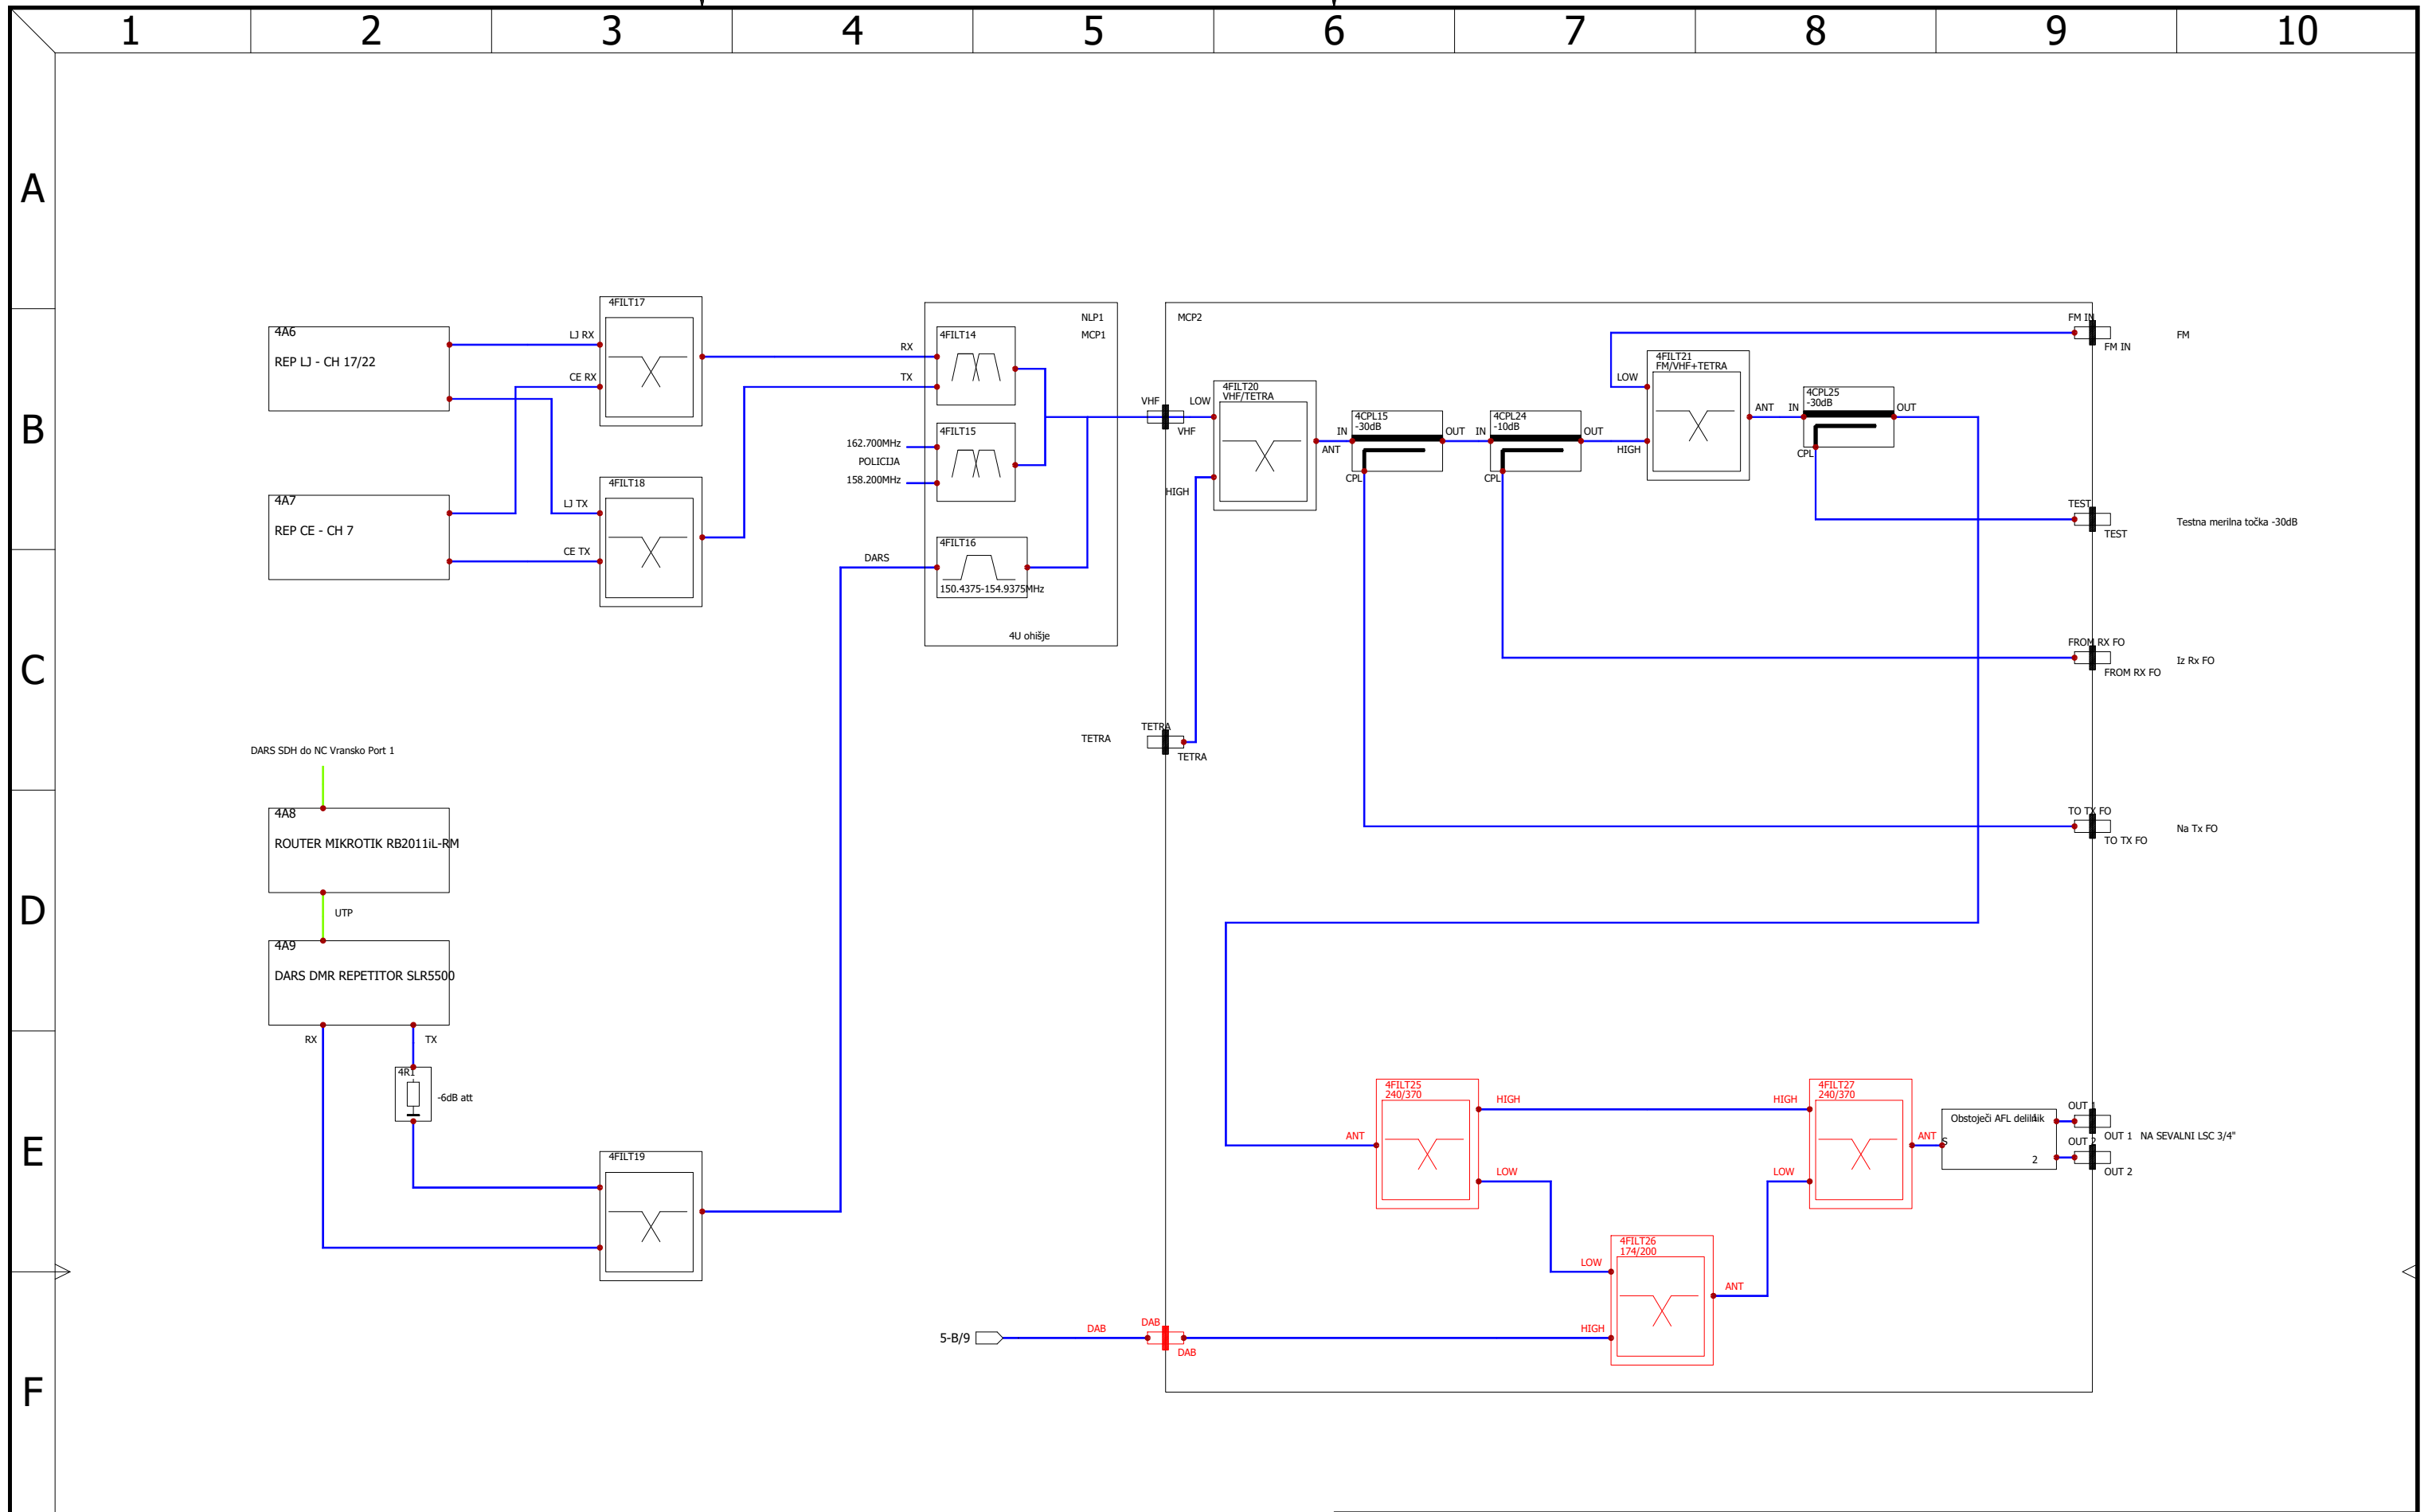 1 2 3 4 5 6 7 8 9 10
A
B
C
D
E
F
4A6
REP LJ - CH 17/22
4A7
REP CE - CH 7
4FILT17
LJ RX
CE RX
4FILT18
LJ TX
CE TX
RX
TX
NLP1
MCP1
4FILT14
4FILT15
162.700MHz
POLICIJA
158.200MHz
DARS
4FILT16
150.4375-154.9375MHz
4U ohišje
MCP2
VHF
VHF
LOW
HIGH
4FILT20
VHF/TETRA
ANT
IN
4CPL15
-30dB
OUT
CPL
IN
4CPL24
-10dB
OUT
CPL
LOW
HIGH
4FILT21
FM/VHF+TETRA
ANT
IN
4CPL25
-30dB
OUT
CPL
FM IN
FM IN
FM
TEST
TEST
Testna merilna točka -30dB
FROM RX FO
FROM RX FO
Iz Rx FO
TETRA
TETRA
TETRA
TO TX FO
TO TX FO
Na Tx FO
DARS SDH do NC Vransko Port 1
4A8
ROUTER MIKROTIK RB2011iL-RM
UTP
4A9
DARS DMR REPETITOR SLR5500
RX
TX
4R1
-6dB att
4FILT19
4FILT25
240/370
ANT
HIGH
LOW
4FILT27
240/370
HIGH
LOW
ANT
S
Obstoječi AFL delilnik
1
2
OUT 1
OUT 1
NA SEVALNI LSC 3/4"
OUT 2
OUT 2
4FILT26
174/200
LOW
HIGH
ANT
5-B/9
DAB
DAB
DAB